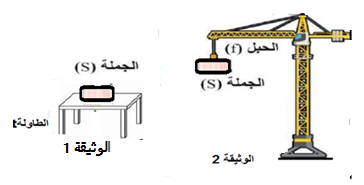 الحبل (f)
الجملة (S)
الجملة (S)
الطاولة
الوثيقة 1
الوثيقة 2